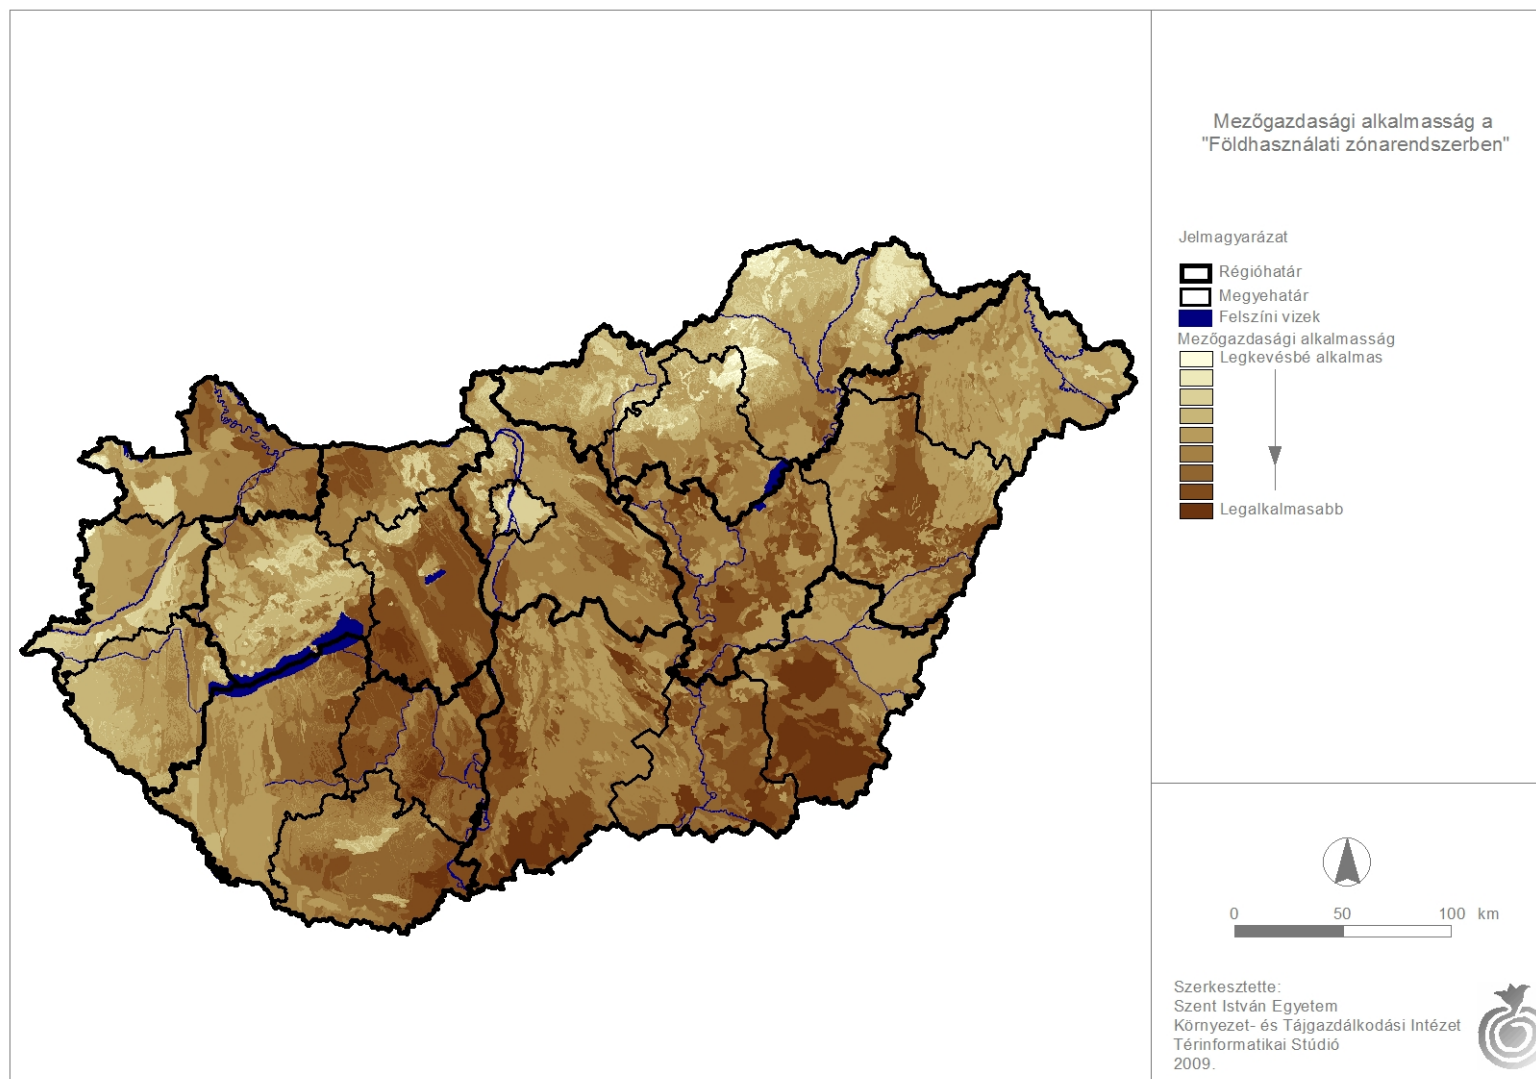 Mezőgazdasági alkalmasság a
"Földhasználati zónarendszerben"
Jelmagyarázat
Régióhatár
Megyehatár
Felszíni vizek
Mezőgazdasági alkalmasság
Legkevésbé alkalmas
Legalkalmasabb
0 50 100 km
Szerkesztette:
Szent István Egyetem
Környezet- és Tájgazdálkodási Intézet
Térinformatikai Stúdió
2009.